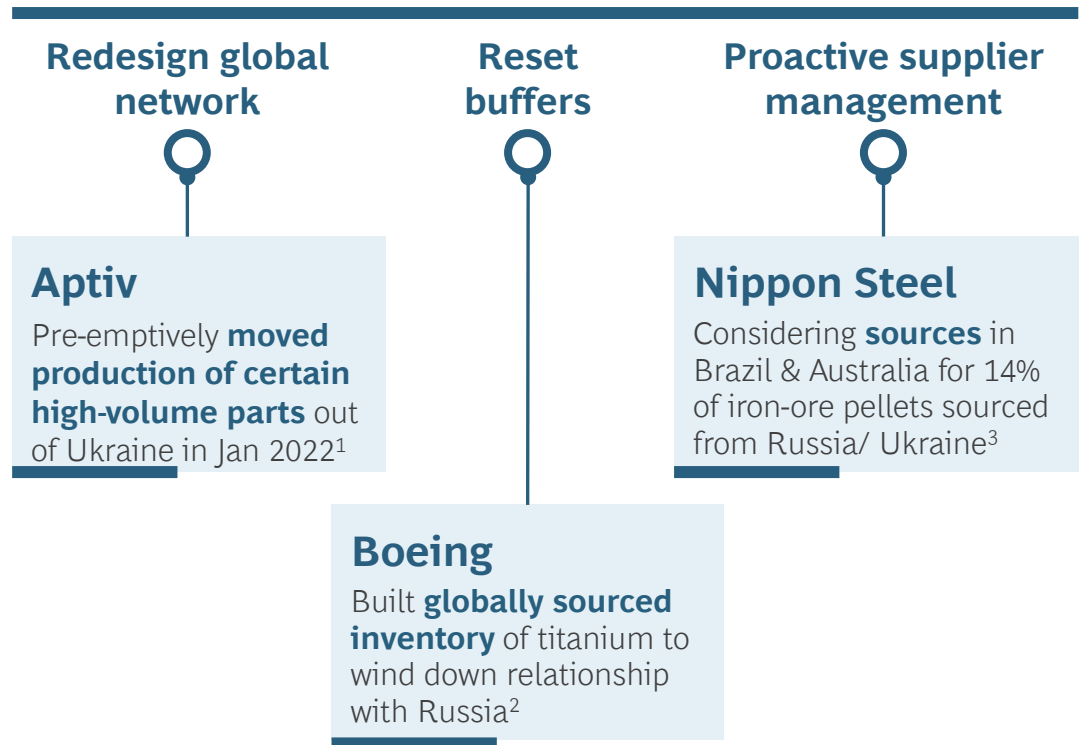 Redesign global
network
Reset
buffers
Proactive supplier
management
Aptiv
Pre-emptively moved
production of certain
high-volume parts out
of Ukraine in Jan 2022¹
Nippon Steel
Considering sources in
Brazil & Australia for 14%
of iron-ore pellets sourced
from Russia/ Ukraine³
Boeing
Built globally sourced
inventory of titanium to
wind down relationship
with Russia²